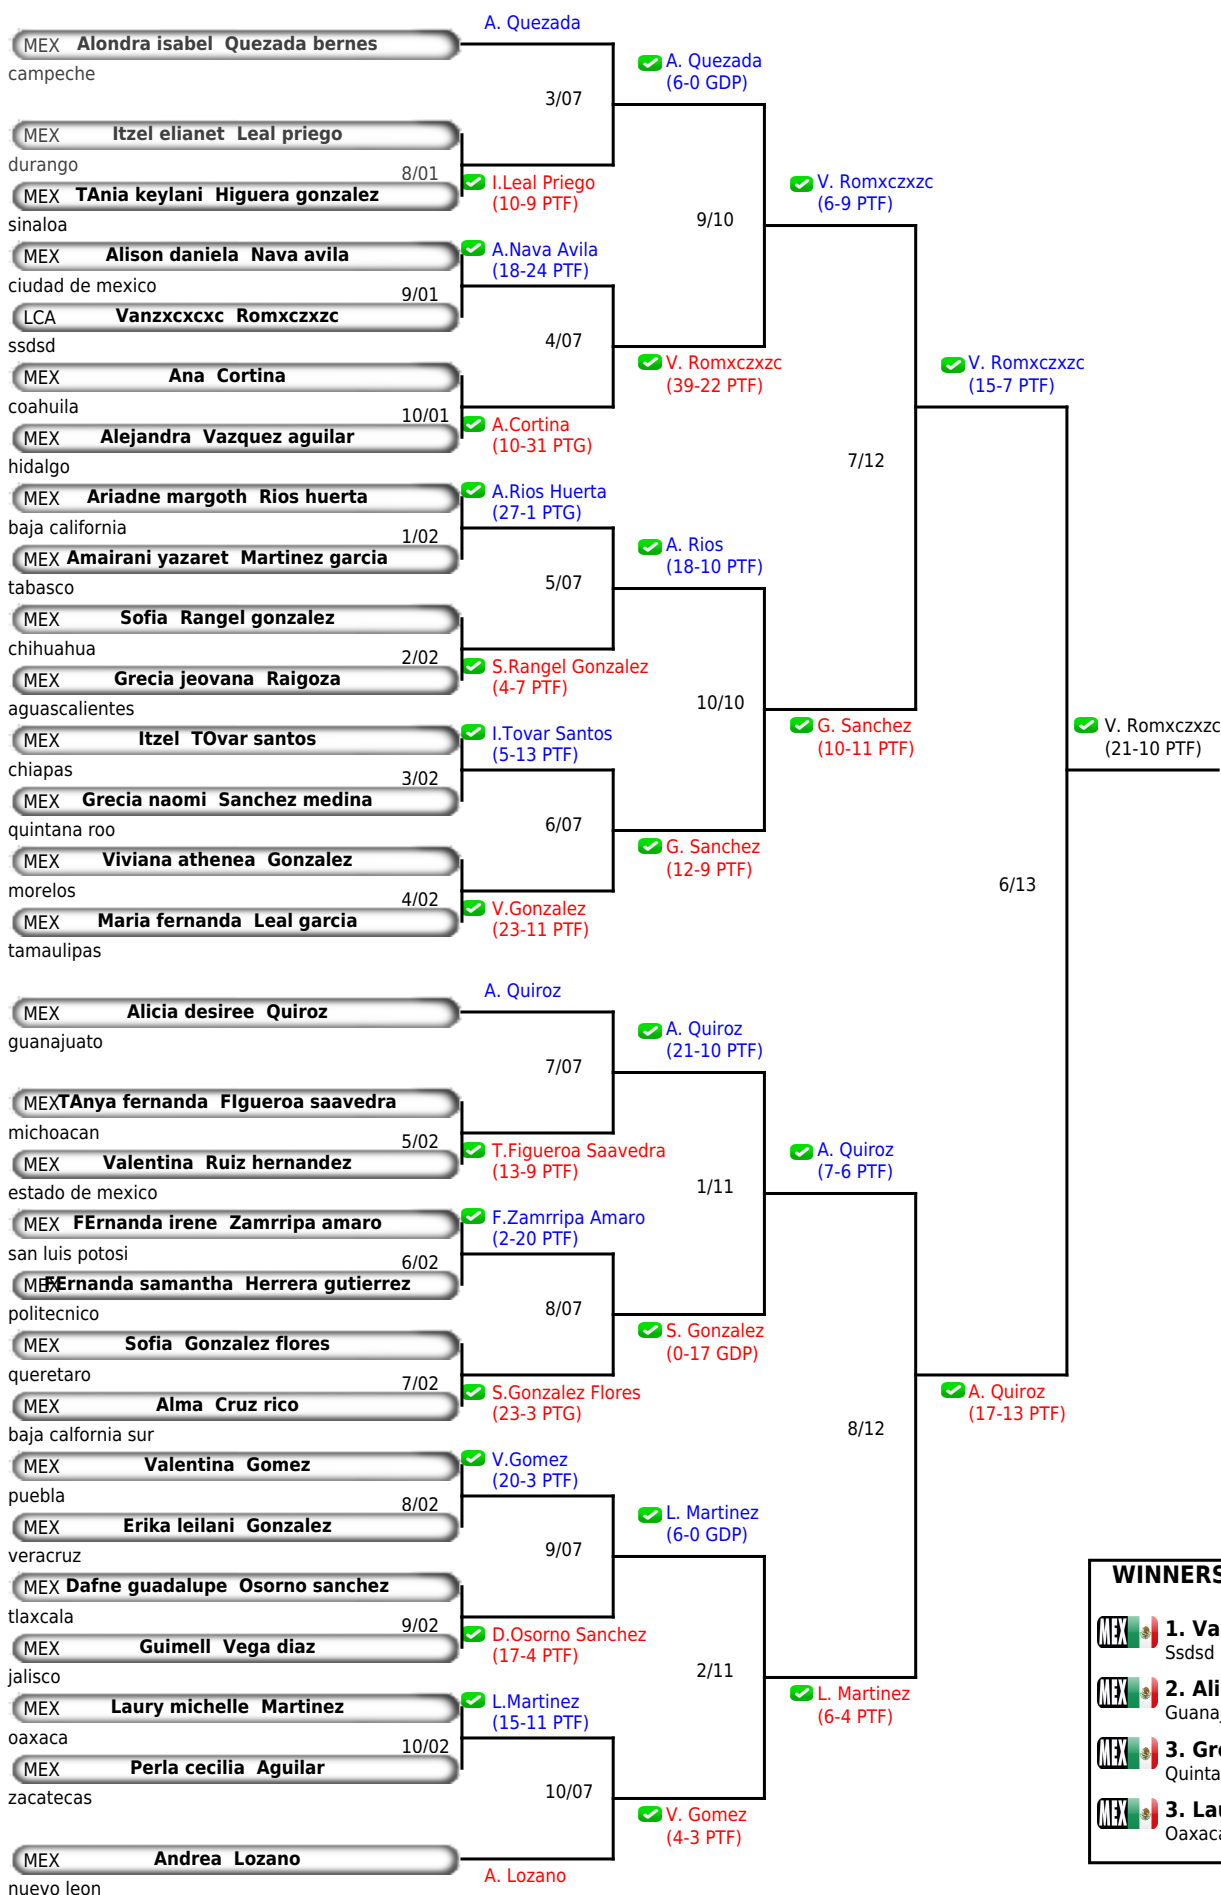 A. Quezada
MEX Alondra isabel Quezada bernes
campeche
A. Quezada
(6-0 GDP)
3/07
MEX Itzel elianet Leal priego
durango
8/01
MEX TAnia keylani Higuera gonzalez
sinaloa
I.Leal Priego
(10-9 PTF)
V. Romxczxzc
(6-9 PTF)
9/10
MEX Alison daniela Nava avila
ciudad de mexico
9/01
A.Nava Avila
(18-24 PTF)
LCA Vanzxcxcxc Romxczxzc
ssdsd
4/07
V. Romxczxzc
(39-22 PTF)
V. Romxczxzc
(15-7 PTF)
MEX Ana Cortina
coahuila
10/01
MEX Alejandra Vazquez aguilar
hidalgo
A.Cortina
(10-31 PTG)
7/12
MEX Ariadne margoth Rios huerta
baja california
1/02
A.Rios Huerta
(27-1 PTG)
MEX Amairani yazaret Martinez garcia
tabasco
A. Rios
(18-10 PTF)
5/07
MEX Sofia Rangel gonzalez
chihuahua
2/02
MEX Grecia jeovana Raigoza
aguascalientes
S.Rangel Gonzalez
(4-7 PTF)
10/10
G. Sanchez
(10-11 PTF)
V. Romxczxzc
(21-10 PTF)
MEX Itzel TOvar santos
chiapas
3/02
I.Tovar Santos
(5-13 PTF)
MEX Grecia naomi Sanchez medina
quintana roo
6/07
G. Sanchez
(12-9 PTF)
MEX Viviana athenea Gonzalez
morelos
4/02
MEX Maria fernanda Leal garcia
tamaulipas
V.Gonzalez
(23-11 PTF)
6/13
A. Quiroz
MEX Alicia desiree Quiroz
guanajuato
A. Quiroz
(21-10 PTF)
7/07
MEX TAnya fernanda FIgueroa saavedra
michoacan
5/02
MEX Valentina Ruiz hernandez
estado de mexico
T.Figueroa Saavedra
(13-9 PTF)
A. Quiroz
(7-6 PTF)
1/11
MEX FErnanda irene Zamrripa amaro
san luis potosi
6/02
F.Zamrripa Amaro
(2-20 PTF)
MEX FErnanda samantha Herrera gutierrez
politecnico
8/07
S. Gonzalez
(0-17 GDP)
MEX Sofia Gonzalez flores
queretaro
7/02
MEX Alma Cruz rico
baja calfornia sur
S.Gonzalez Flores
(23-3 PTG)
A. Quiroz
(17-13 PTF)
8/12
MEX Valentina Gomez
puebla
8/02
V.Gomez
(20-3 PTF)
MEX Erika leilani Gonzalez
veracruz
L. Martinez
(6-0 GDP)
9/07
MEX Dafne guadalupe Osorno sanchez
tlaxcala
9/02
MEX Guimell Vega diaz
jalisco
D.Osorno Sanchez
(17-4 PTF)
2/11
L. Martinez
(6-4 PTF)
MEX Laury michelle Martinez
oaxaca
10/02
L.Martinez
(15-11 PTF)
MEX Perla cecilia Aguilar
zacatecas
10/07
V. Gomez
(4-3 PTF)
MEX Andrea Lozano
nuevo leon
A. Lozano
WINNERS
MEX 1. Va
Ssdsd
MEX 2. Ali
Guana
MEX 3. Gre
Quinta
MEX 3. Lau
Oaxaca